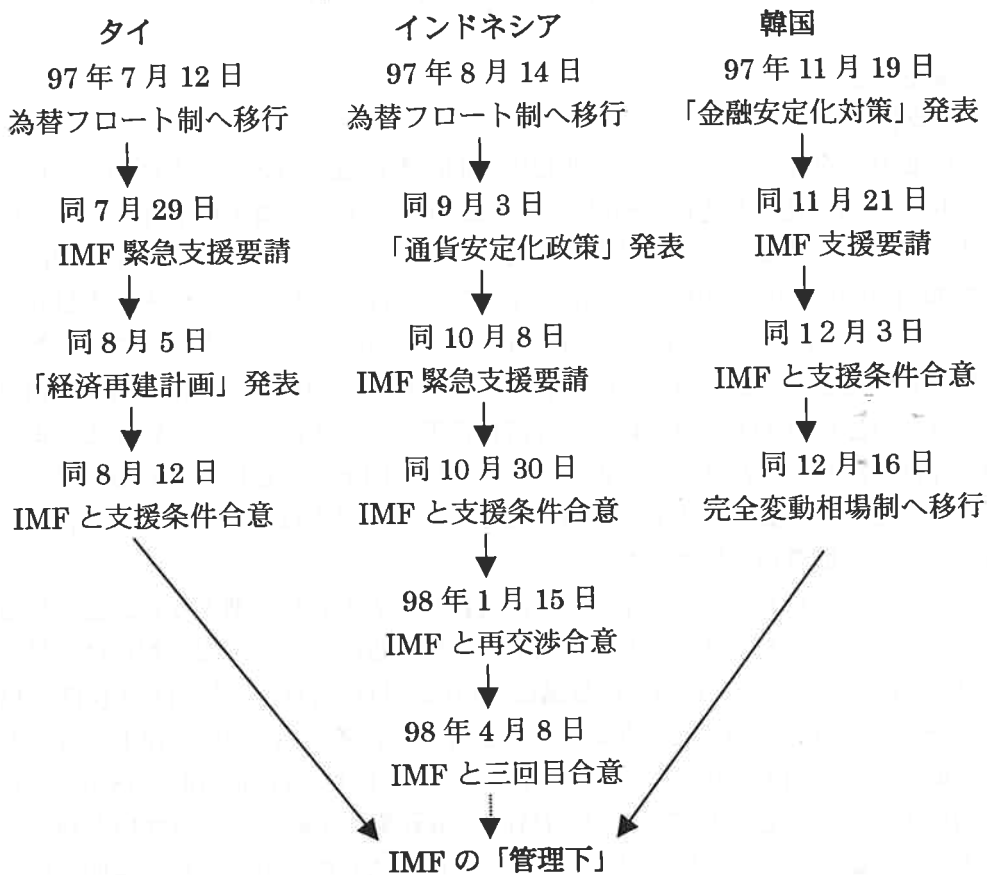 タイ
97年7月12日
為替フロート制へ移行
同7月29日
IMF緊急支援要請
同8月5日
「経済再建計画」発表
同8月12日
IMFと支援条件合意
インドネシア
97年8月14日
為替フロート制へ移行
同9月3日
「通貨安定化政策」発表
同10月8日
IMF緊急支援要請
同10月30日
IMFと支援条件合意
98年1月15日
IMFと再交渉合意
98年4月8日
IMFと三回目合意
韓国
97年11月19日
「金融安定化対策」発表
同11月21日
IMF支援要請
同12月3日
IMFと支援条件合意
同12月16日
完全変動相場制へ移行
IMFの「管理下」